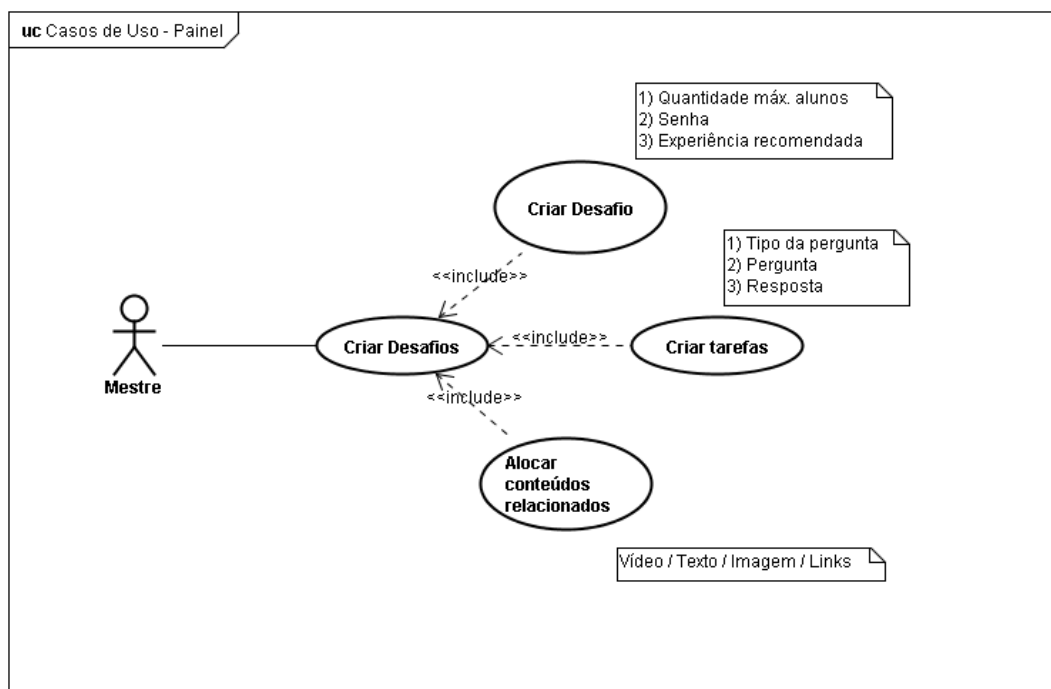 uc Casos de Uso - Painel
1) Quantidade máx. alunos
2) Senha
3) Experiência recomendada
Criar Desafio
1) Tipo da pergunta
2) Pergunta
3) Resposta
<<include>>
Criar Desafios
<<include>>
Criar tarefas
Mestre
<<include>>
Alocar
conteúdos
relacionados
Vídeo / Texto / Imagem / Links